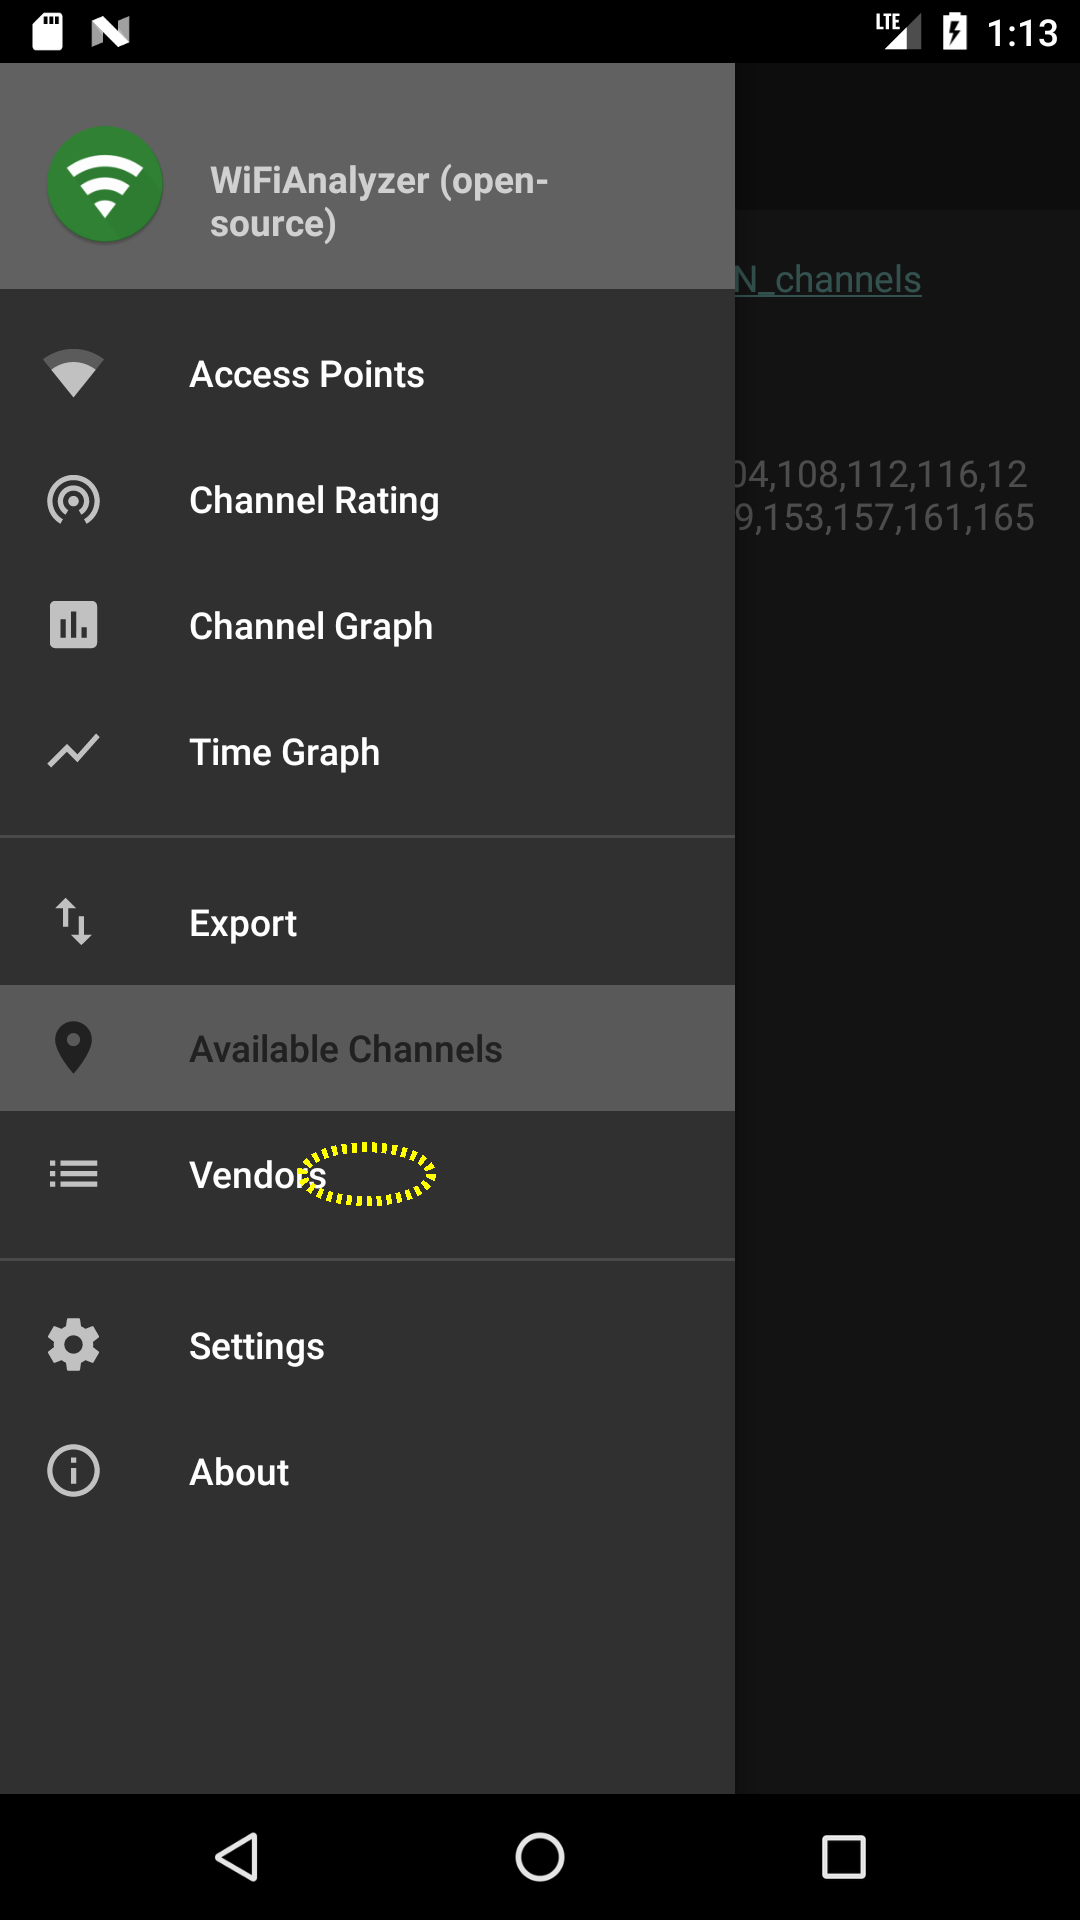 LTE 1:13
WiFiAnalyzer (open-
source)
N_channels
Access Points
04,108,112,116,12
Channel Rating
9,153,157,161,165
Channel Graph
Time Graph
Export
Available Channels
Vendors
Settings
About